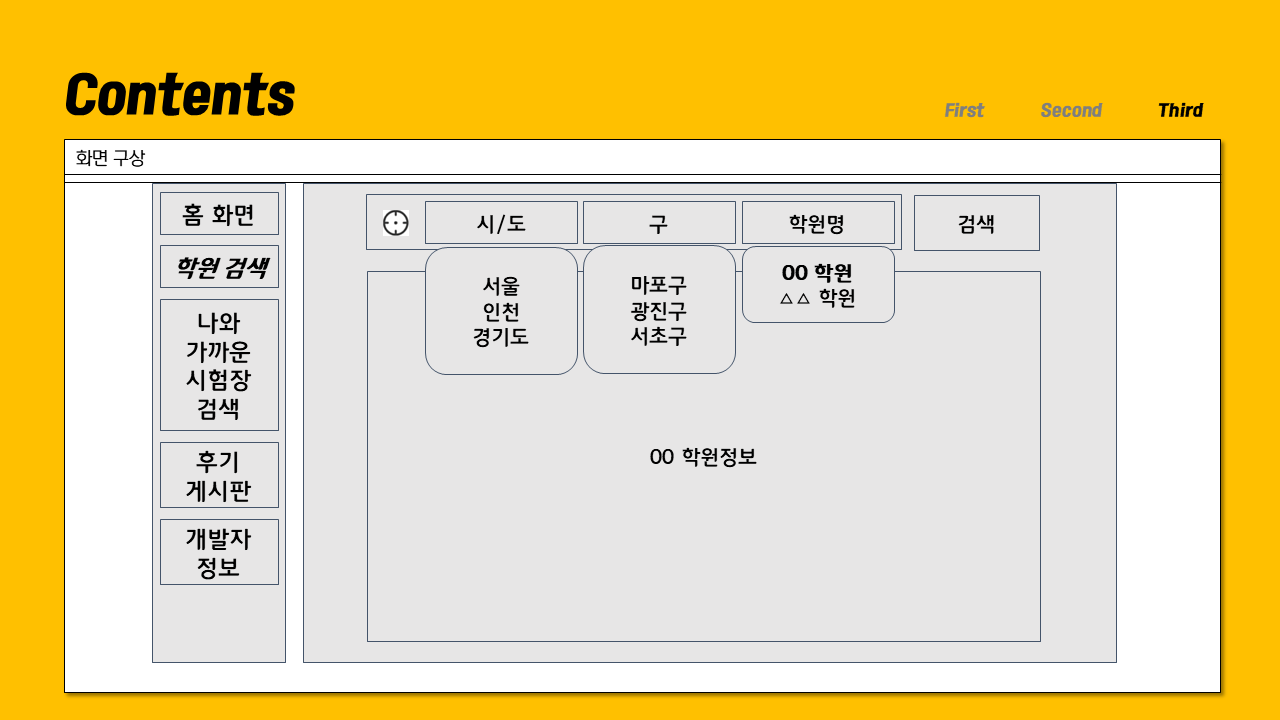 Contents
First
Second
Third
화면 구상
홈 화면
학원 검색
나와
가까운
시험장
검색
후기
게시판
개발자
정보
시/도
구
학원명
검색
서울
인천
경기도
마포구
광진구
서초구
00 학원
△△ 학원
00 학원정보